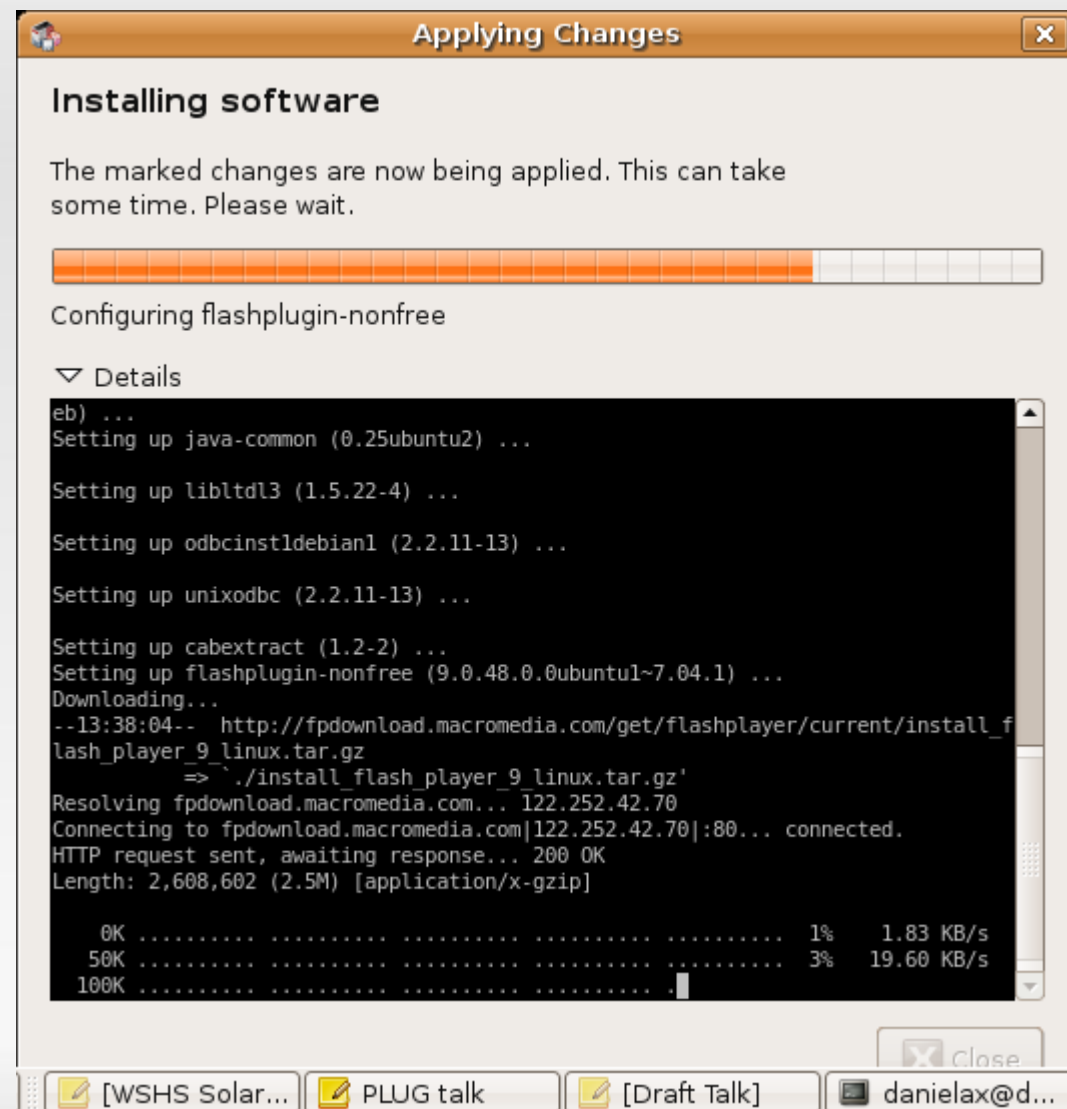 Applying Changes
Installing software
The marked changes are now being applied. This can take
some time. Please wait.
Configuring flashplugin-nonfree
Details
eb) ...
Setting up java-common (0.25ubuntu2) ...
Setting up libltdl3 (1.5.22-4) ...
Setting up odbcinst1debian1 (2.2.11-13) ...
Setting up unixodbc (2.2.11-13) ...
Setting up cabextract (1.2-2) ...
Setting up flashplugin-nonfree (9.0.48.0.0ubuntu1~7.04.1) ...
Downloading...
--13:38:04--  http://fpdownload.macromedia.com/get/flashplayer/current/install_f
lash_player_9_linux.tar.gz
           => `./install_flash_player_9_linux.tar.gz'
Resolving fpdownload.macromedia.com... 122.252.42.70
Connecting to fpdownload.macromedia.com|122.252.42.70|:80... connected.
HTTP request sent, awaiting response... 200 OK
Length: 2,608,602 (2.5M) [application/x-gzip]
    0K .......... .......... .......... .......... .......... 1%    1.83 KB/s
   50K .......... .......... .......... .......... .......... 3%   19.60 KB/s
  100K .......... .......... .......... .......... .
Close
[WSHS Solar... PLUG talk [Draft Talk] danielax@d...